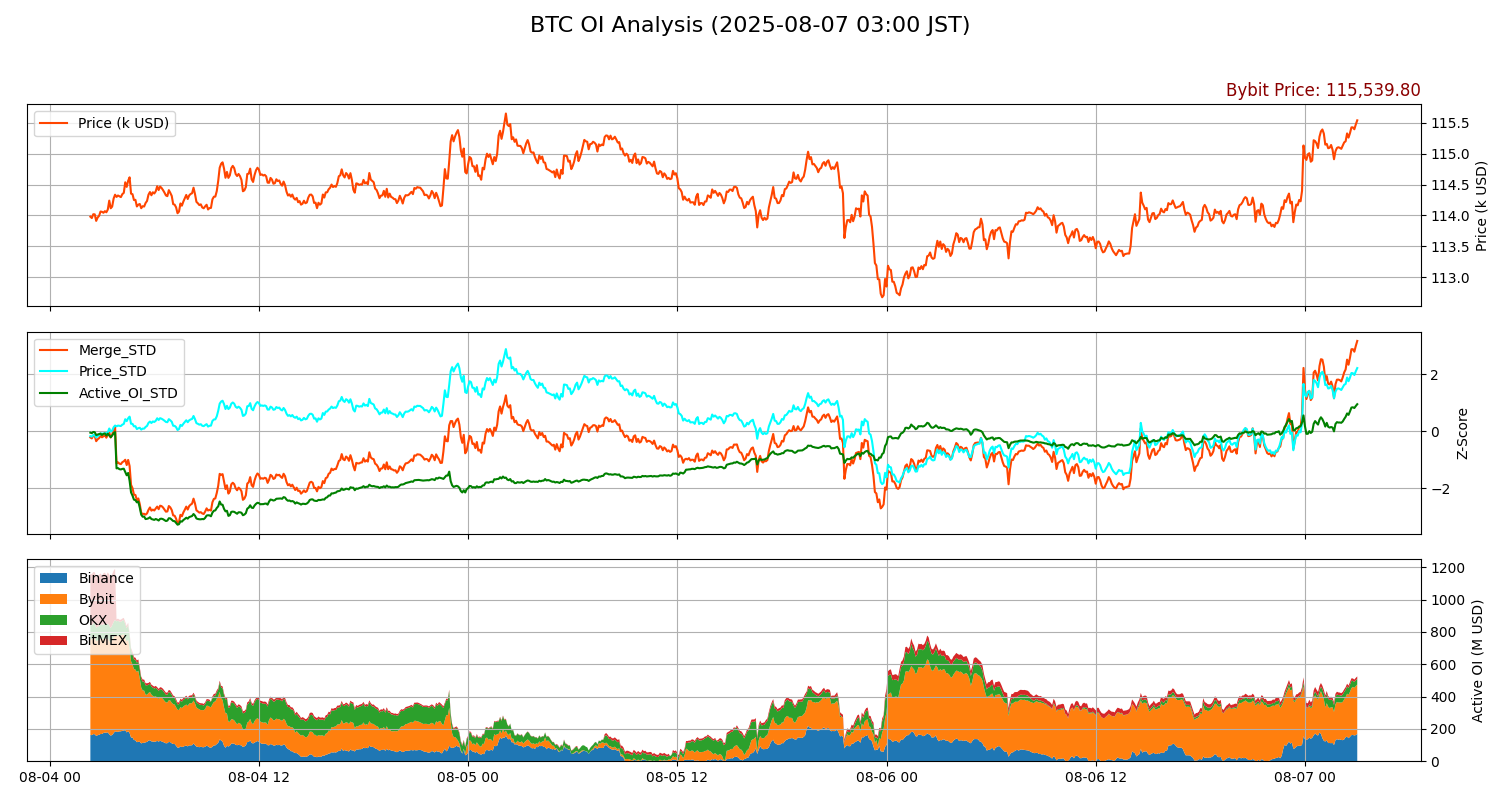 BTC OI Analysis (2025-08-07 03:00 JST)
Bybit Price: 115,539.80
Price (k USD)
115.5
115.0
114.5
114.0
113.5
113.0
Price (k USD)
Merge_STD
Price_STD
Active_OI_STD
2
0
−2
Z-Score
Binance
Bybit
OKX
BitMEX
1200
1000
800
600
400
200
0
Active OI (M USD)
08-04 00
08-04 12
08-05 00
08-05 12
08-06 00
08-06 12
08-07 00